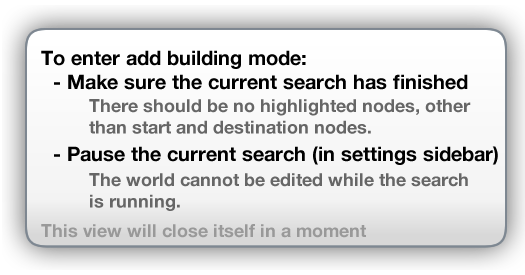 To enter add building mode:
- Make sure the current search has finished
There should be no highlighted nodes, other
than start and destination nodes.
- Pause the current search (in settings sidebar)
The world cannot be edited while the search
is running.
This view will close itself in a moment